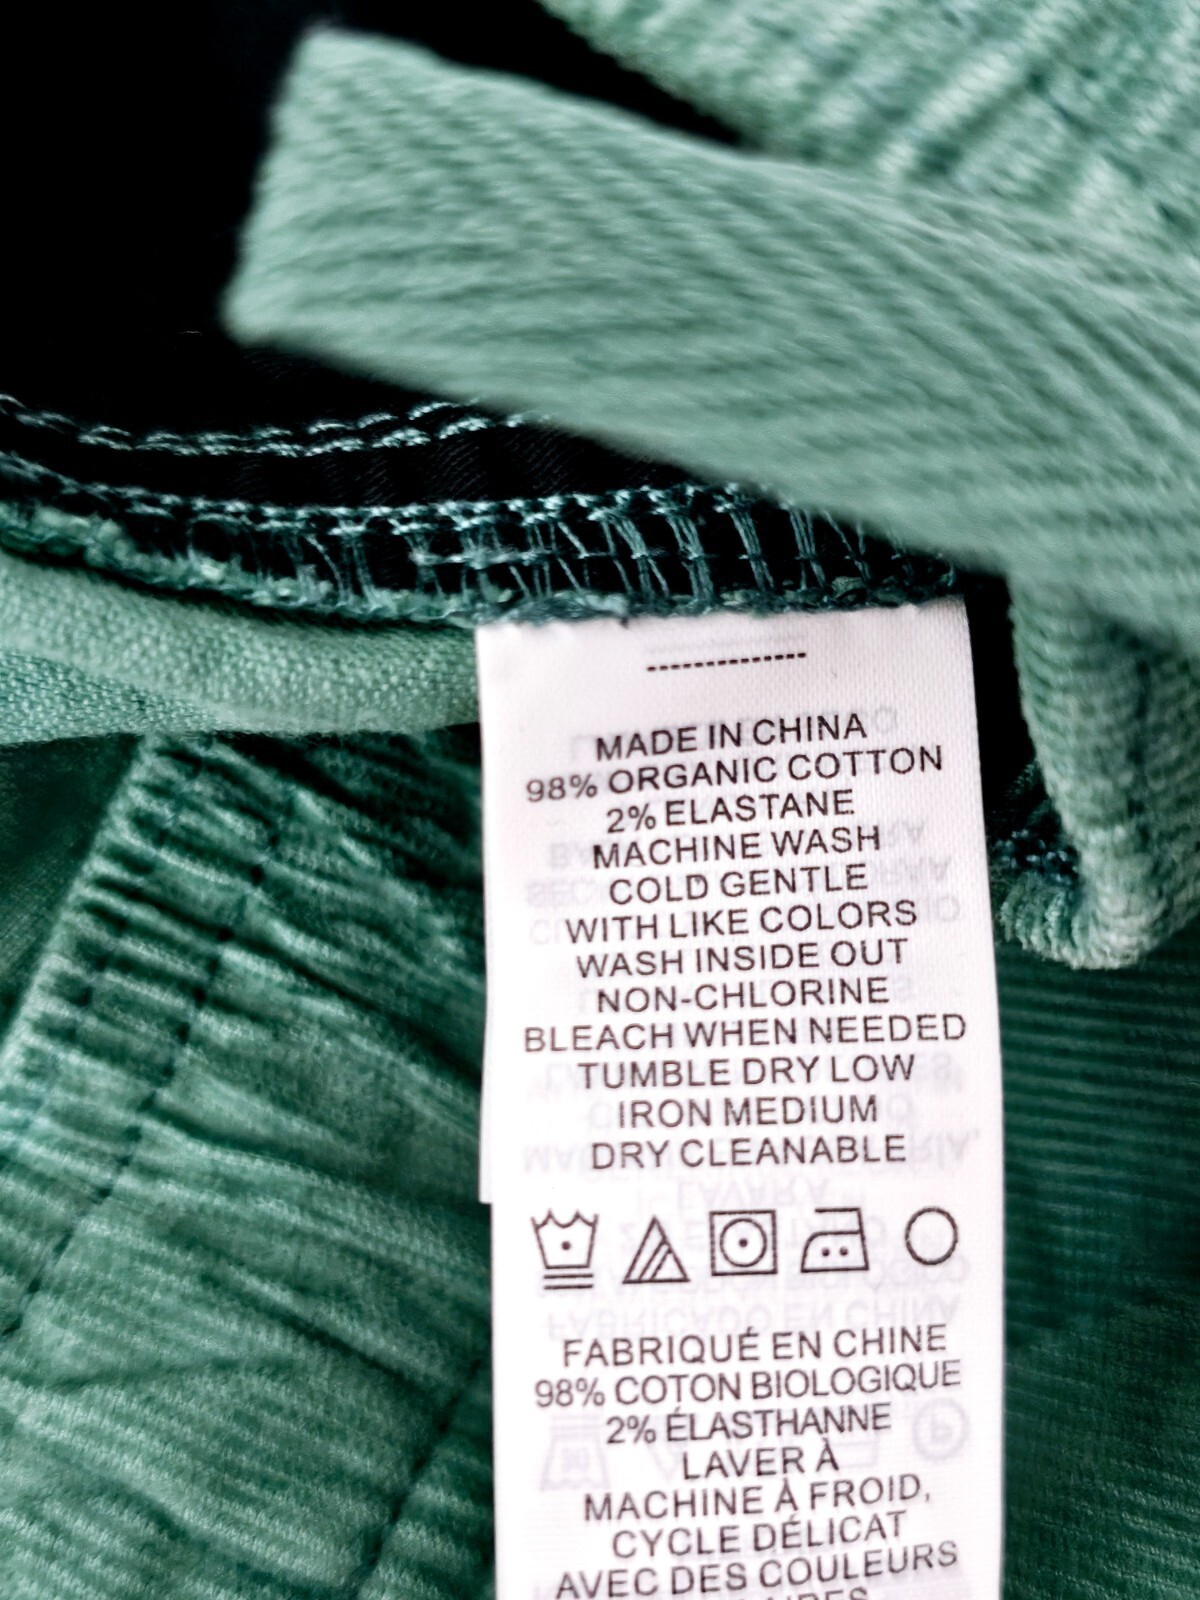 MADE IN CHINA
98% ORGANIC COTTON
2% ELASTANE
MACHINE WASH
COLD GENTLE
WITH LIKE COLORS
WASH INSIDE OUT
NON-CHLORINE
BLEACH WHEN NEEDED
TUMBLE DRY LOW
IRON MEDIUM
DRY CLEANABLE
FABRIQUÉ EN CHINE
98% COTON BIOLOGIQUE
2% ÉLASTHANNE
LAVER À
MACHINE À FROID,
CYCLE DÉLICAT
AVEC DES COULEURS